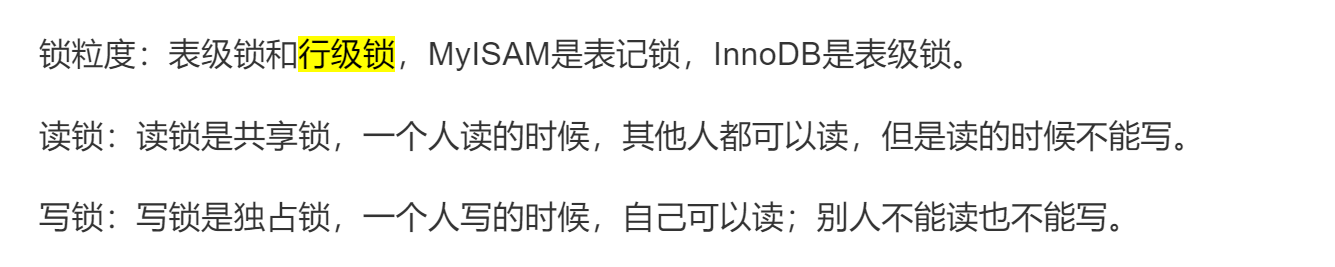 锁粒度：表级锁和行级锁，MyISAM是表记锁，InnoDB是表级锁。
读锁：读锁是共享锁，一个人读的时候，其他人都可以读，但是读的时候不能写。
写锁：写锁是独占锁，一个人写的时候，自己可以读；别人不能读也不能写。